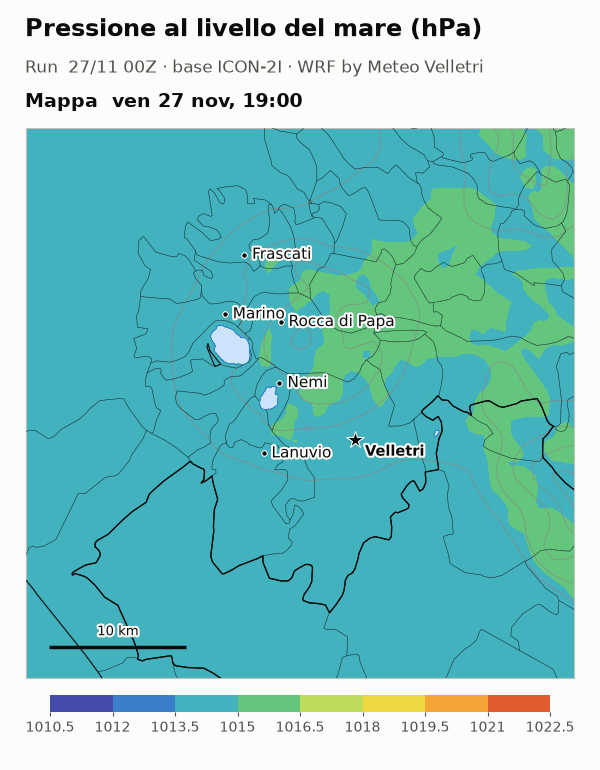 Pressione al livello del mare (hPa)
Run  27/11 00Z · base ICON-2I · WRF by Meteo Velletri
Mappa  ven 27 nov, 19:00
Frascati
Marino
Rocca di Papa
Nemi
Velletri
Lanuvio
10 km
1010.5 1012 1013.5 1015 1016.5 1018 1019.5 1021 1022.5